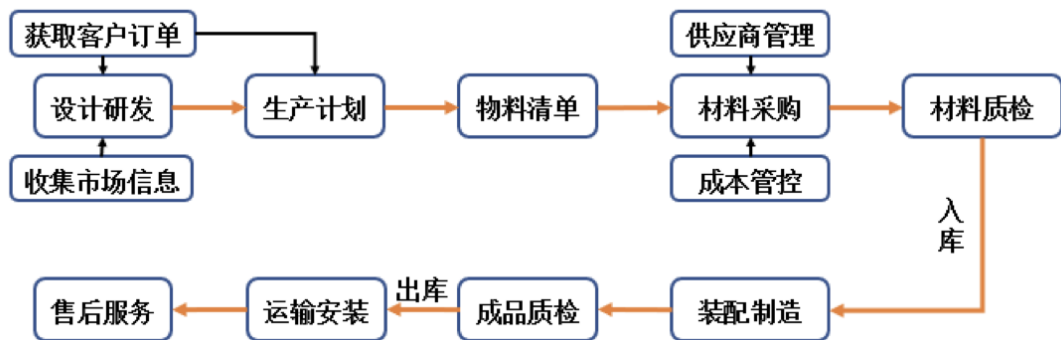 获取客户订单
供应商管理
设计研发
生产计划
物料清单
材料采购
材料质检
收集市场信息
成本管控
入库
售后服务
运输安装
出库
成品质检
装配制造